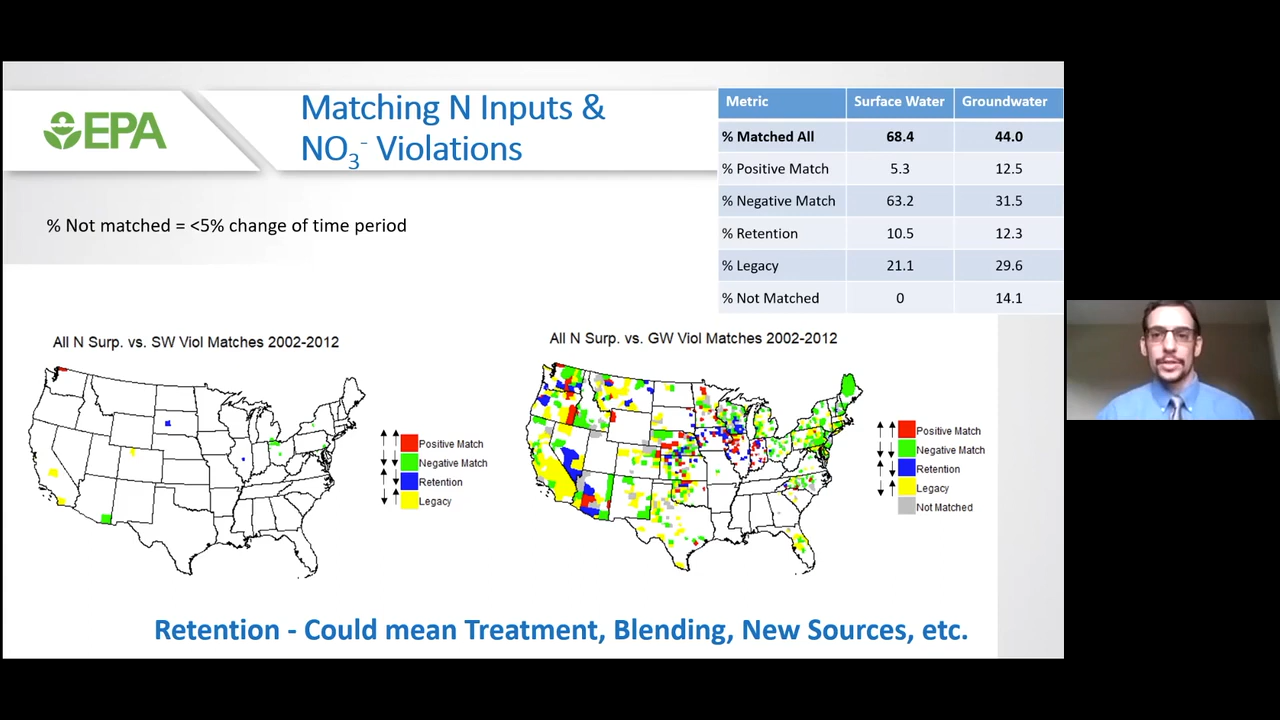 EPA
Matching N Inputs &
NO3- Violations
Metric Surface Water Groundwater
% Matched All 68.4 44.0
% Positive Match 5.3 12.5
% Negative Match 63.2 31.5
% Retention 10.5 12.3
% Legacy 21.1 29.6
% Not Matched 0 14.1
% Not matched = <5% change of time period
All N Surp. vs. SW Viol Matches 2002-2012
Positive Match
Negative Match
Retention
Legacy
All N Surp. vs. GW Viol Matches 2002-2012
Positive Match
Negative Match
Retention
Legacy
Not Matched
Retention - Could mean Treatment, Blending, New Sources, etc.